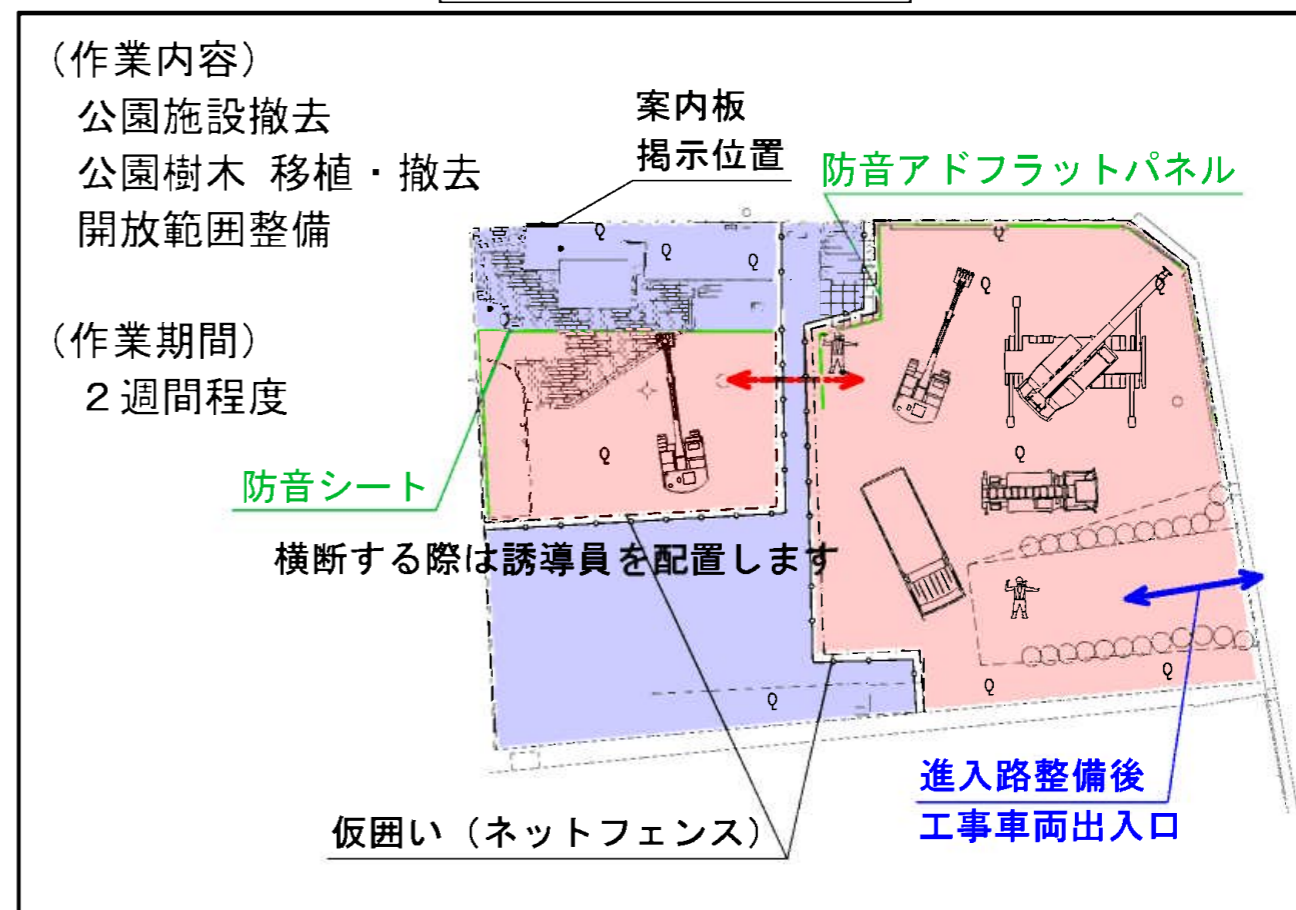 （作業内容）
公園施設撤去
公園樹木 移植・撤去
開放範囲整備
（作業期間）
２週間程度
案内板
掲示位置
防音アドフラットパネル
防音シート
横断する際は誘導員を配置します
仮囲い（ネットフェンス）
進入路整備後
工事車両出入口
Q
Q
Q
Q
Q
Q
Q
Q
Q
Q
Q